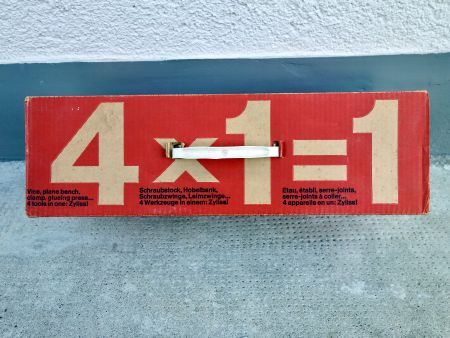 4x1=1
Vice, plane bench,
clamp, glueing press...
4 tools in one: Zyliss!
Schraubstock, Hobelbank,
Schraubzwinge, Leimzwinge...
4 Werkzeuge in einem: Zyliss!
Etau, établi, serre-joints,
serre-joints à coller...
4 appareils en un: Zyliss!